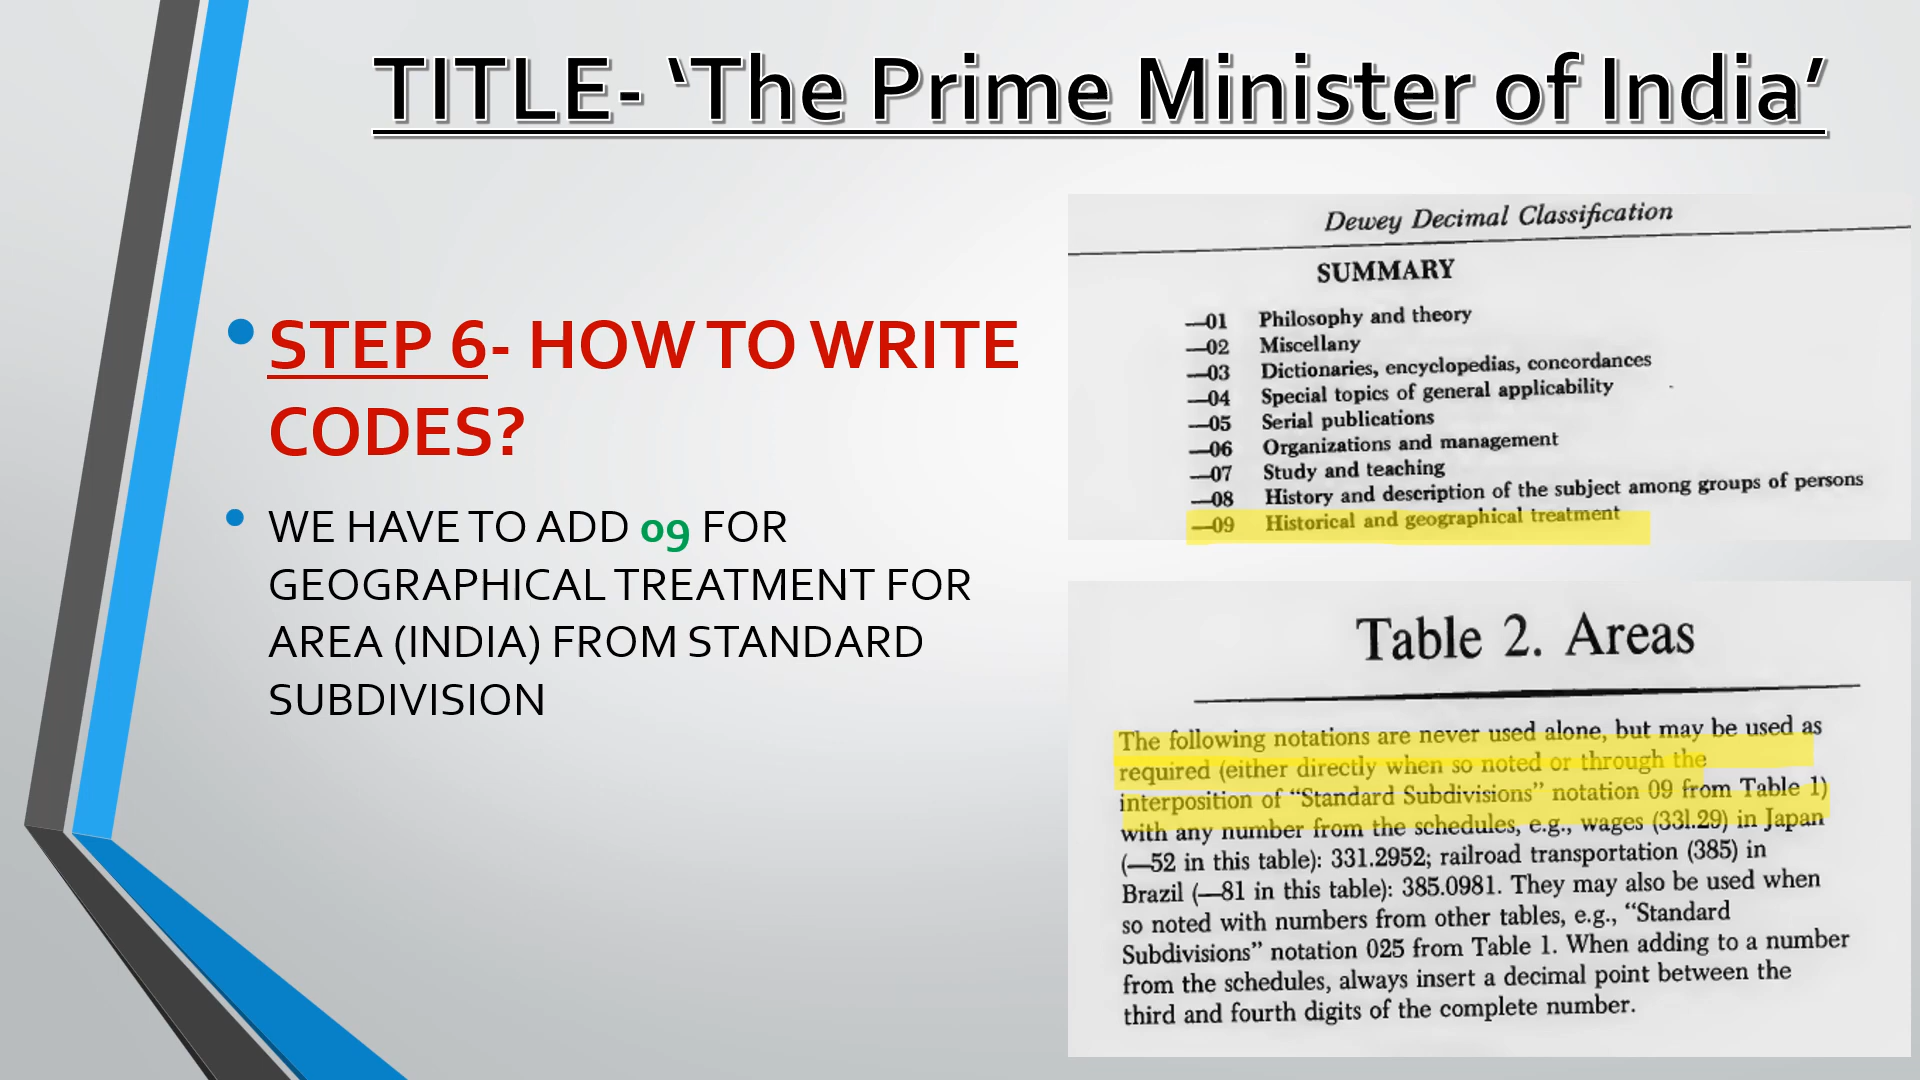 TITLE- ‘The Prime Minister of India’
• STEP 6- HOW TO WRITE
CODES?
• WE HAVE TO ADD 09 FOR
GEOGRAPHICAL TREATMENT FOR
AREA (INDIA) FROM STANDARD
SUBDIVISION
Dewey Decimal Classification
SUMMARY
—01 Philosophy and theory
—02 Miscellany
—03 Dictionaries, encyclopedias, concordances
—04 Special topics of general applicability
—05 Serial publications
—06 Organizations and management
—07 Study and teaching
—08 History and description of the subject among groups of persons
—09 Historical and geographical treatment
Table 2. Areas
The following notations are never used alone, but may be used as
required (either directly when so noted or through the
interposition of “Standard Subdivisions” notation 09 from Table 1)
with any number from the schedules, e.g., wages (331.29) in Japan
(—52 in this table): 331.2952; railroad transportation (385) in
Brazil (—81 in this table): 385.0981. They may also be used when
so noted with numbers from other tables, e.g., “Standard
Subdivisions” notation 025 from Table 1. When adding to a number
from the schedules, always insert a decimal point between the
third and fourth digits of the complete number.